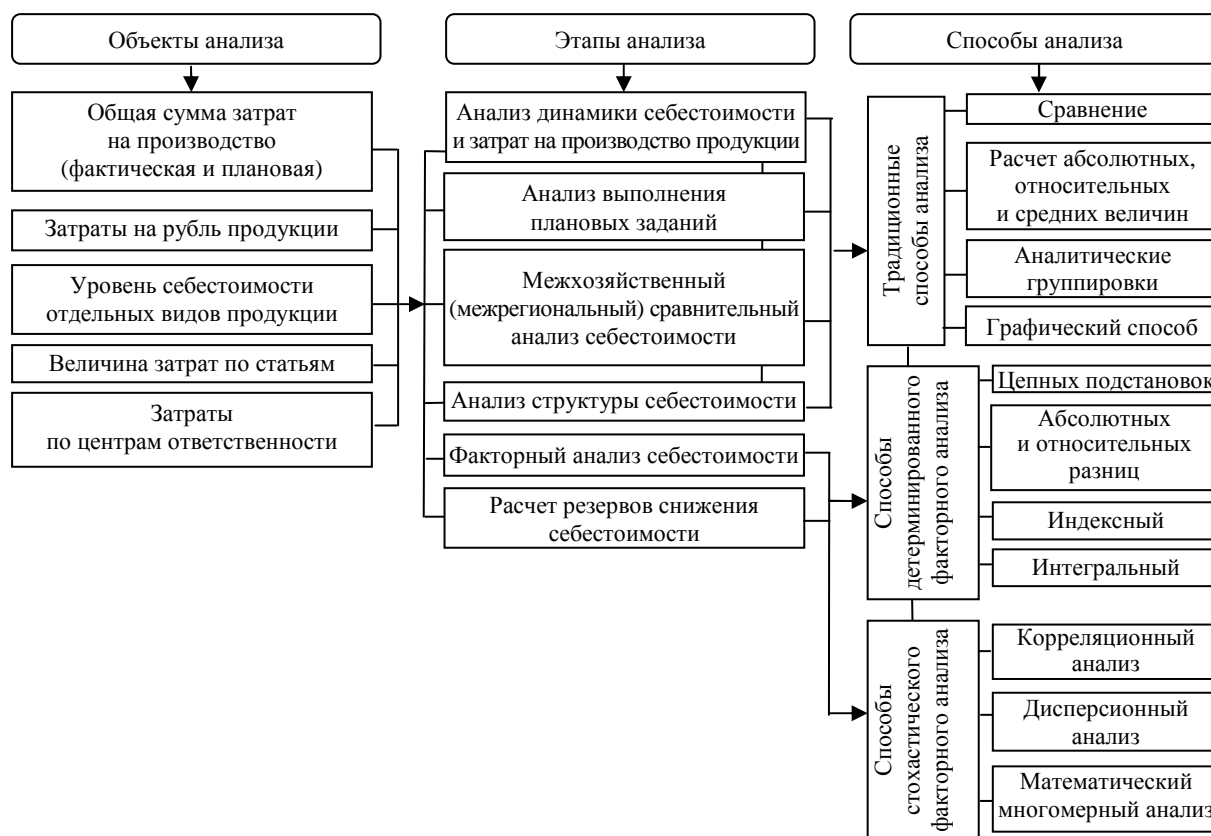 Объекты анализа
Общая сумма затрат
на производство
(фактическая и плановая)
Затраты на рубль продукции
Уровень себестоимости
отдельных видов продукции
Величина затрат по статьям
Затраты
по центрам ответственности
Этапы анализа
Анализ динамики себестоимости
и затрат на производство продукции
Анализ выполнения
плановых заданий
Межхозяйственный
(межрегиональный) сравнительный
анализ себестоимости
Анализ структуры себестоимости
Факторный анализ себестоимости
Расчет резервов снижения
себестоимости
Способы анализа
Традиционные
способы анализа
Сравнение
Расчет абсолютных,
относительных
и средних величин
Аналитические
группировки
Графический способ
Способы
детерминированного
факторного анализа
Цепных подстановок
Абсолютных
и относительных
разниц
Индексный
Интегральный
Способы
стохастического
факторного анализа
Корреляционный
анализ
Дисперсионный
анализ
Математический
многомерный анализ